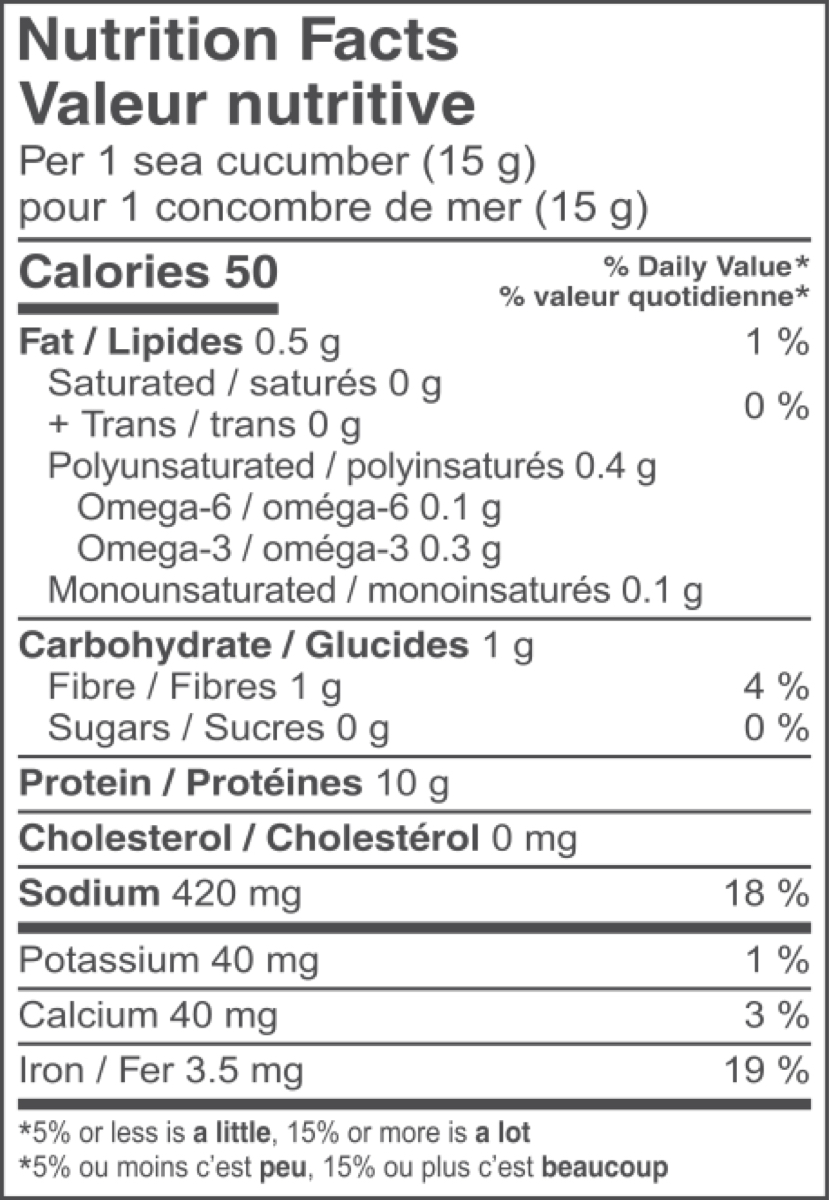 Nutrition Facts
Valeur nutritive
Per 1 sea cucumber (15 g)
pour 1 concombre de mer (15 g)
Calories 50
% Daily Value*
% valeur quotidienne*
Fat / Lipides 0.5 g 1 %
Saturated / saturés 0 g
+ Trans / trans 0 g 0 %
Polyunsaturated / polyinsaturés 0.4 g
Omega-6 / oméga-6 0.1 g
Omega-3 / oméga-3 0.3 g
Monounsaturated / monoinsaturés 0.1 g
Carbohydrate / Glucides 1 g
Fibre / Fibres 1 g 4 %
Sugars / Sucres 0 g 0 %
Protein / Protéines 10 g
Cholesterol / Cholestérol 0 mg
Sodium 420 mg 18 %
Potassium 40 mg 1 %
Calcium 40 mg 3 %
Iron / Fer 3.5 mg 19 %
*5% or less is a little, 15% or more is a lot
*5% ou moins c’est peu, 15% ou plus c’est beaucoup